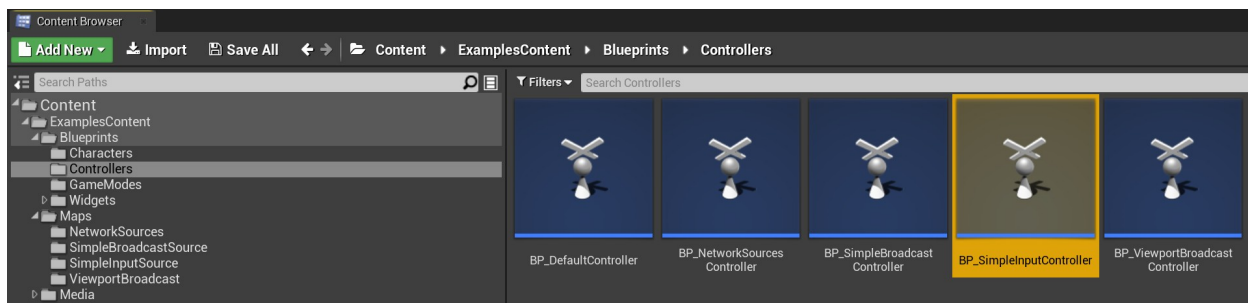 Content Browser
Add New Import Save All Content ExamplesContent Blueprints Controllers
Search Paths
Filters Search Controllers
Content
ExamplesContent
Blueprints
Characters
Controllers
GameModes
Widgets
Maps
NetworkSources
SimpleBroadcastSource
SimpleInputSource
ViewportBroadcast
Media
BP_DefaultController
BP_NetworkSources
Controller
BP_SimpleBroadcast
Controller
BP_SimpleInputController
BP_ViewportBroadcast
Controller